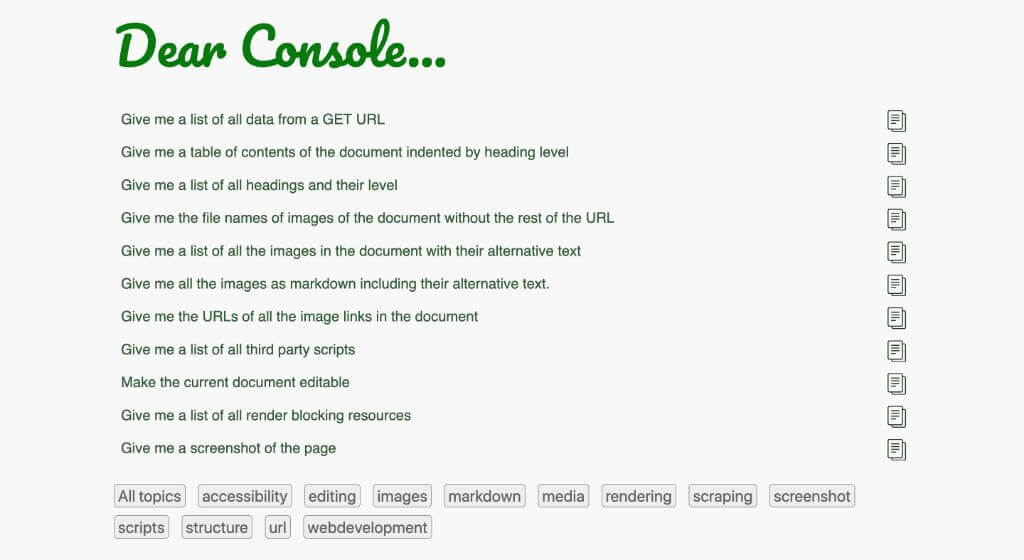 Dear Console...
Give me a list of all data from a GET URL
Give me a table of contents of the document indented by heading level
Give me a list of all headings and their level
Give me the file names of images of the document without the rest of the URL
Give me a list of all the images in the document with their alternative text
Give me all the images as markdown including their alternative text.
Give me the URLs of all the image links in the document
Give me a list of all third party scripts
Make the current document editable
Give me a list of all render blocking resources
Give me a screenshot of the page
All topics accessibility editing images markdown media rendering scraping screenshot
scripts structure url webdevelopment